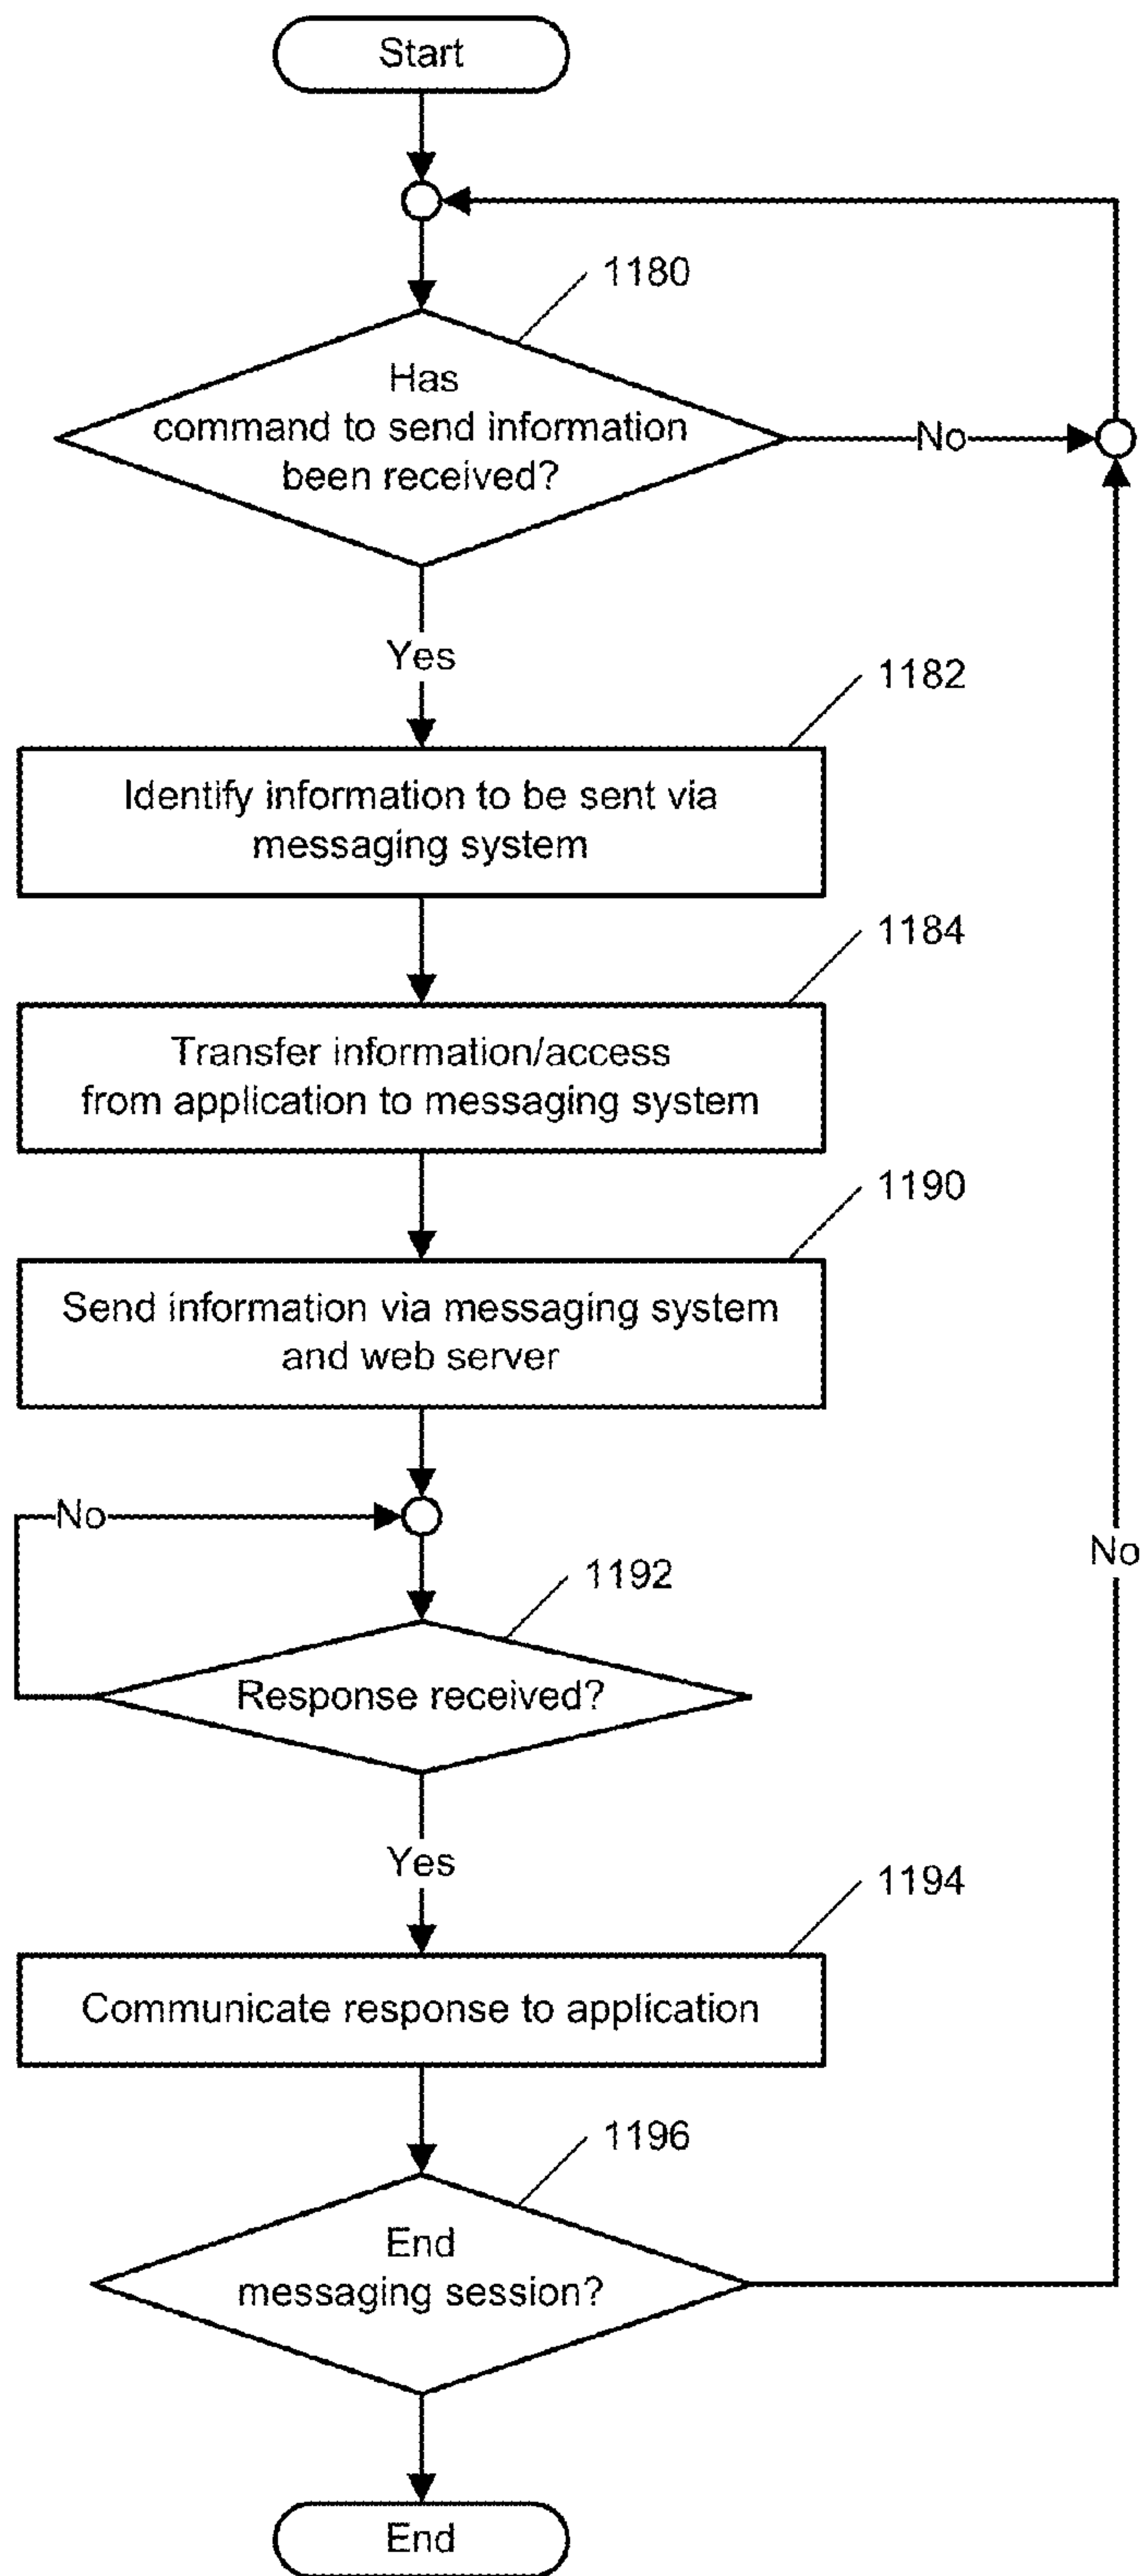 Start
1180
Has
command to send information
been received?
No
Yes
1182
Identify information to be sent via
messaging system
1184
Transfer information/access
from application to messaging system
1190
Send information via messaging system
and web server
No
No
1192
Response received?
Yes
1194
Communicate response to application
1196
End
messaging session?
End